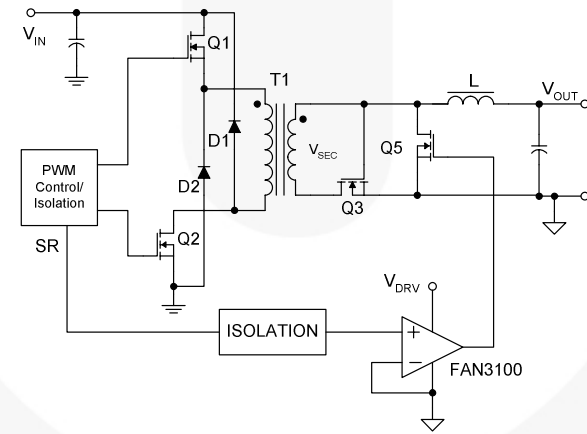 V_IN
Q1
T1
L
V_OUT
D1
V_SEC
Q5
PWM
Control/
Isolation
D2
Q3
SR
Q2
V_DRV
ISOLATION
+
−
FAN3100